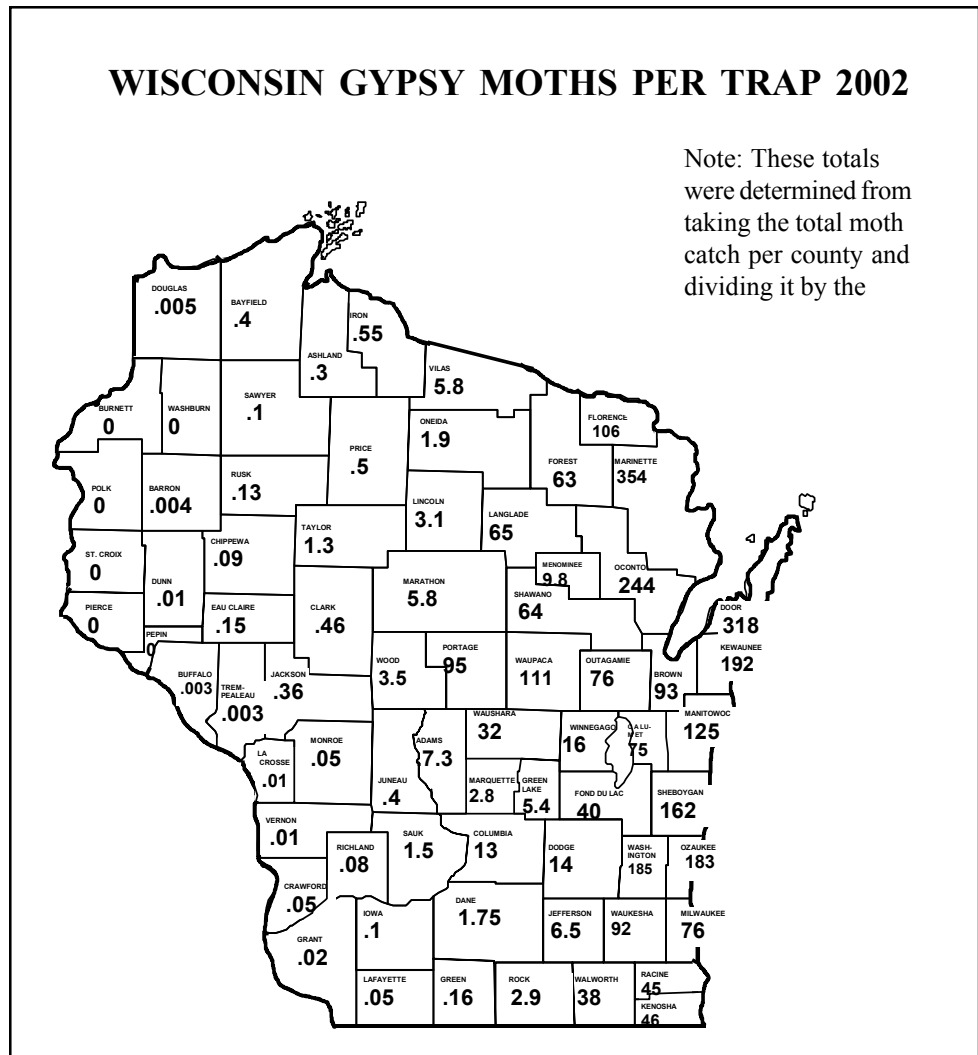 WISCONSIN GYPSY MOTHS PER TRAP 2002
Note: These totals
were determined from
taking the total moth
catch per county and
dividing it by the
DOUGLAS
.005
BAYFIELD
.4
IRON
.55
ASHLAND
.3
VILAS
5.8
BURNETT
0
WASHBURN
0
SAWYER
.1
PRICE
.5
ONEIDA
1.9
FLORENCE
106
FOREST
63
MARINETTE
354
POLK
0
BARRON
.004
RUSK
.13
LINCOLN
3.1
LANGLADE
65
TAYLOR
1.3
CHIPPEWA
.09
ST. CROIX
0
DUNN
.01
MENOMINEE
9.8
OCONTO
244
MARATHON
5.8
SHAWANO
64
PIERCE
0
PEPIN
0
EAU CLAIRE
.15
CLARK
.46
DOOR
318
KEWAUNEE
192
BUFFALO
.003
TREM-
PEALEAU
.003
JACKSON
.36
WOOD
3.5
PORTAGE
95
WAUPACA
111
OUTAGAMIE
76
BROWN
93
LA
CROSSE
.01
MONROE
.05
JUNEAU
.4
ADAMS
7.3
WAUSHARA
32
WINNEGAGO
16
CALU-
MET
75
MANITOWOC
125
MARQUETTE
2.8
GREEN
LAKE
5.4
FOND DU LAC
40
SHEBOYGAN
162
VERNON
.01
RICHLAND
.08
SAUK
1.5
COLUMBIA
13
DODGE
14
WASH-
INGTON
185
OZAUKEE
183
CRAWFORD
.05
GRANT
.02
IOWA
.1
DANE
1.75
JEFFERSON
6.5
WAUKESHA
92
MILWAUKEE
76
LAFAYETTE
.05
GREEN
.16
ROCK
2.9
WALWORTH
38
RACINE
45
KENOSHA
46